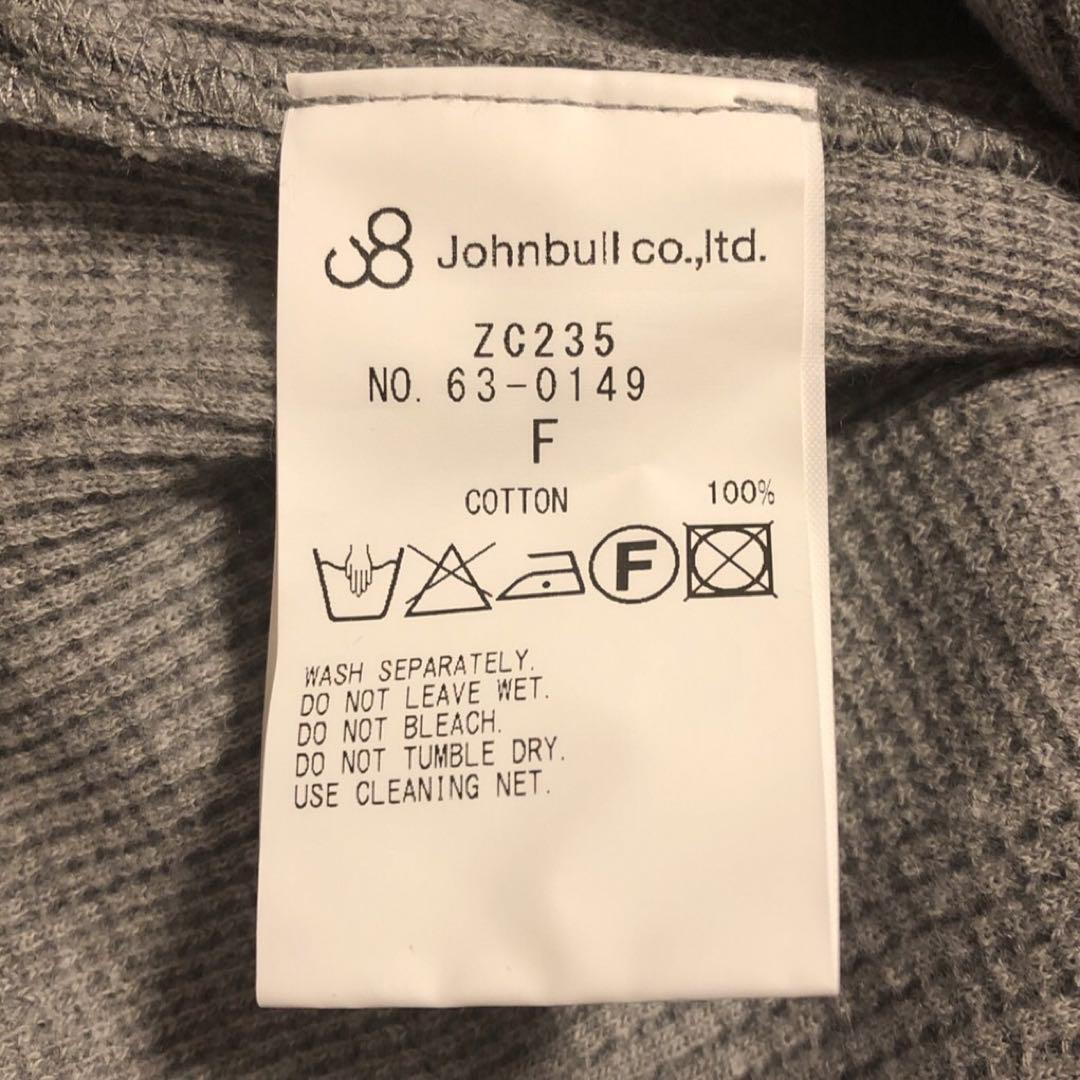 Johnbull co.,ltd.
ZC235
NO. 63-0149
F
COTTON 100%
F
WASH SEPARATELY.
DO NOT LEAVE WET.
DO NOT BLEACH.
DO NOT TUMBLE DRY.
USE CLEANING NET.